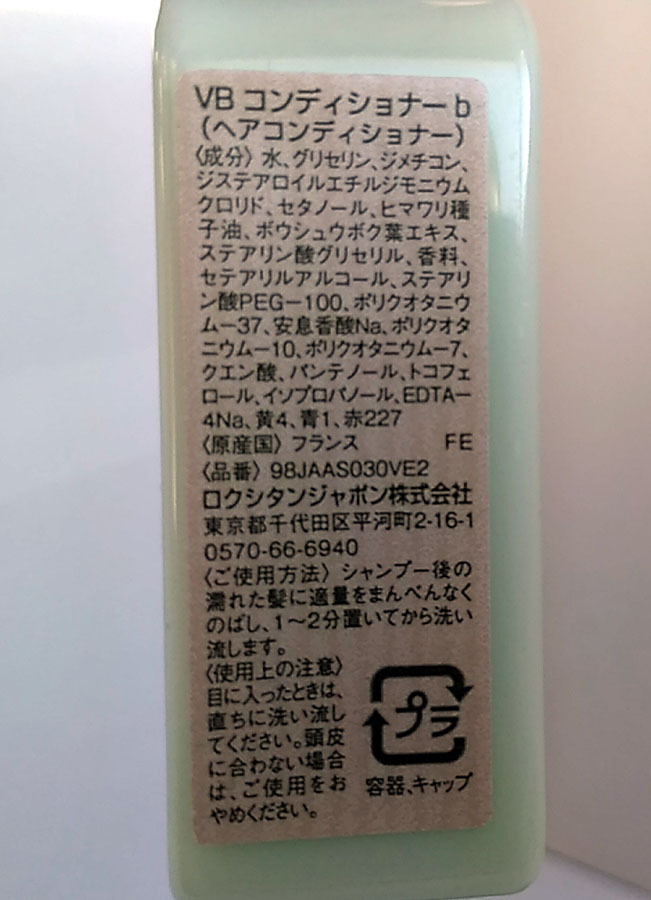 VB コンディショナー b
(ヘアコンディショナー)
〈成分〉水、グリセリン、ジメチコン、
ジステアロイルエチルジモニウム
クロリド、セタノール、ヒマワリ種
子油、ボウシュウボク葉エキス、
ステアリン酸グリセリル、香料、
セテアリルアルコール、ステアリ
ン酸PEG-100、ポリクオタニウ
ム-37、安息香酸Na、ポリクオタ
ニウム-10、ポリクオタニウム-7、
クエン酸、パンテノール、トコフェ
ロール、イソプロパノール、EDTA-
4Na、黄4、青1、赤227
〈原産国〉フランス FE
〈品番〉98JAAS030VE2
ロクシタンジャポン株式会社
東京都千代田区平河町2-16-1
0570-66-6940
〈ご使用方法〉シャンプー後の
濡れた髪に適量をまんべんなく
のばし、1~2分置いてから洗い
流します。
〈使用上の注意〉
目に入ったときは、
直ちに洗い流し
てください。頭皮
に合わない場合
は、ご使用をお
やめください。
プラ
容器、キャップ